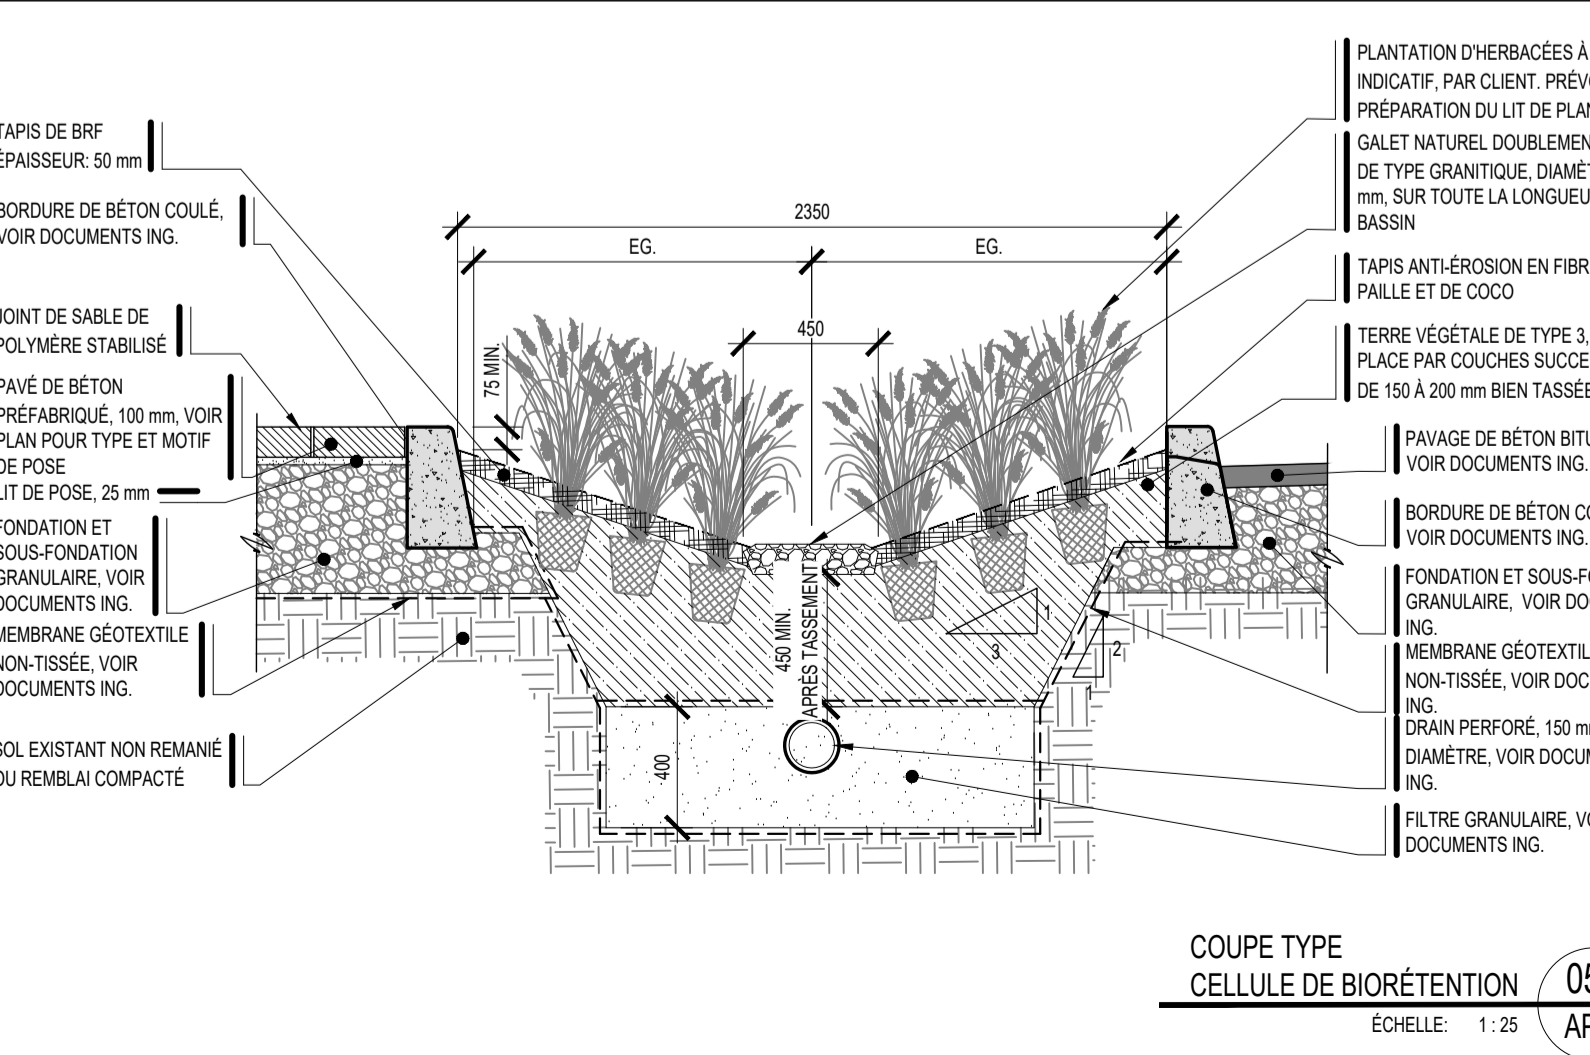 TAPIS DE BRF
ÉPAISSEUR: 50 mm
BORDURE DE BÉTON COULÉ,
VOIR DOCUMENTS ING.
JOINT DE SABLE DE
POLYMÈRE STABILISÉ
PAVÉ DE BÉTON
PRÉFABRIQUÉ, 100 mm, VOIR
PLAN POUR TYPE ET MOTIF
DE POSE
LIT DE POSE, 25 mm
FONDATION ET
SOUS-FONDATION
GRANULAIRE, VOIR
DOCUMENTS ING.
MEMBRANE GÉOTEXTILE
NON-TISSÉE, VOIR
DOCUMENTS ING.
SOL EXISTANT NON REMANIÉ
OU REMBLAI COMPACTÉ
2350
EG.
EG.
450
75 MIN.
450 MIN.
APRÈS TASSEMENT
400
1
3
2
1
PLANTATION D'HERBACÉES À
INDICATIF, PAR CLIENT. PRÉV
PRÉPARATION DU LIT DE PLAN
GALET NATUREL DOUBLEMEN
DE TYPE GRANITIQUE, DIAMÈT
mm, SUR TOUTE LA LONGUEU
BASSIN
TAPIS ANTI-ÉROSION EN FIBR
PAILLE ET DE COCO
TERRE VÉGÉTALE DE TYPE 3,
PLACE PAR COUCHES SUCCE
DE 150 À 200 mm BIEN TASSÉE
PAVAGE DE BÉTON BITU
VOIR DOCUMENTS ING.
BORDURE DE BÉTON CO
VOIR DOCUMENTS ING.
FONDATION ET SOUS-FO
GRANULAIRE, VOIR DO
ING.
MEMBRANE GÉOTEXTIL
NON-TISSÉE, VOIR DOC
ING.
DRAIN PERFORÉ, 150 m
DIAMÈTRE, VOIR DOCUM
ING.
FILTRE GRANULAIRE, VO
DOCUMENTS ING.
COUPE TYPE
CELLULE DE BIORÉTENTION
ÉCHELLE: 1 : 25
05
AP